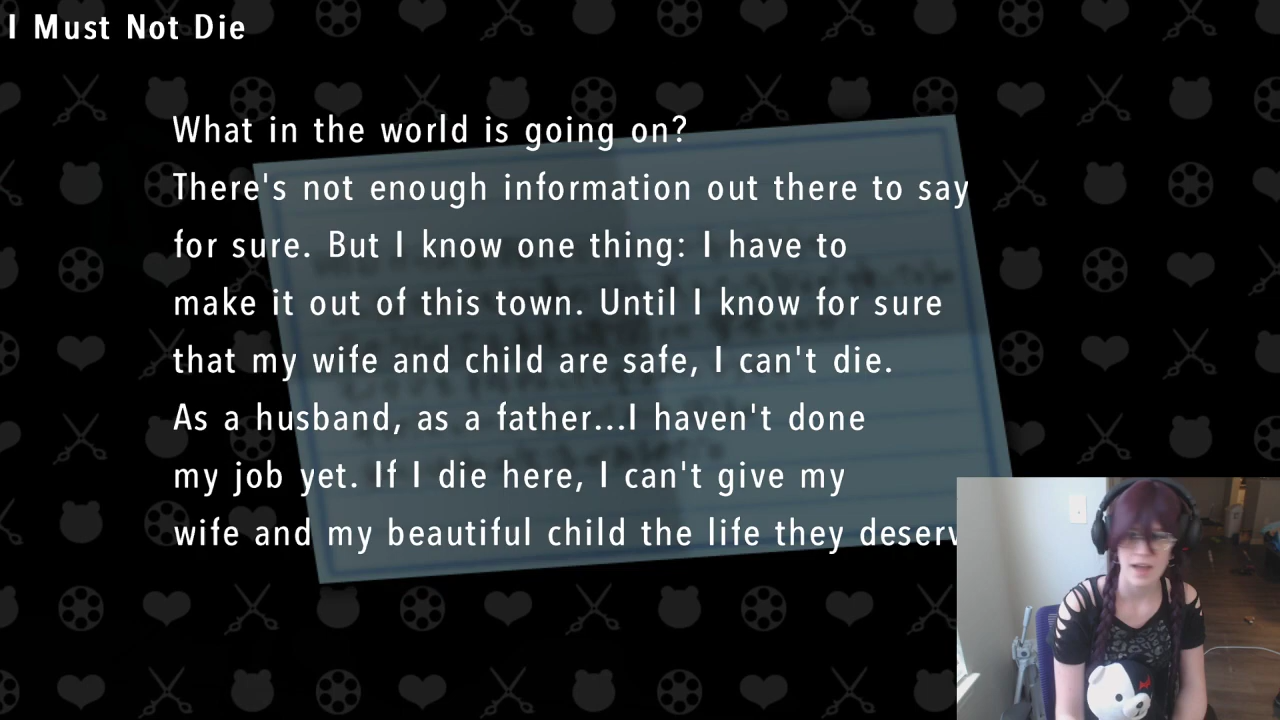 I Must Not Die
What in the world is going on?
There's not enough information out there to say
for sure. But I know one thing: I have to
make it out of this town. Until I know for sure
that my wife and child are safe, I can't die.
As a husband, as a father...I haven't done
my job yet. If I die here, I can't give my
wife and my beautiful child the life they deserv